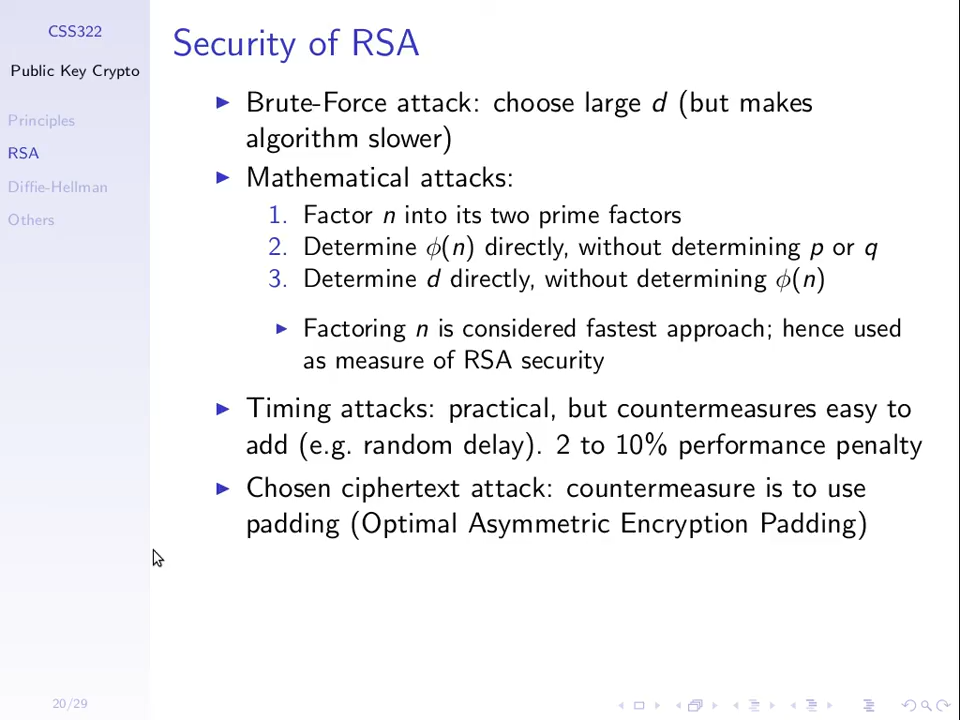 CSS322
Public Key Crypto
Principles
RSA
Diffie-Hellman
Others
20/29
Security of RSA
Brute-Force attack: choose large d (but makes
algorithm slower)
Mathematical attacks:
1. Factor n into its two prime factors
2. Determine ϕ(n) directly, without determining p or q
3. Determine d directly, without determining ϕ(n)
Factoring n is considered fastest approach; hence used
as measure of RSA security
Timing attacks: practical, but countermeasures easy to
add (e.g. random delay). 2 to 10% performance penalty
Chosen ciphertext attack: countermeasure is to use
padding (Optimal Asymmetric Encryption Padding)